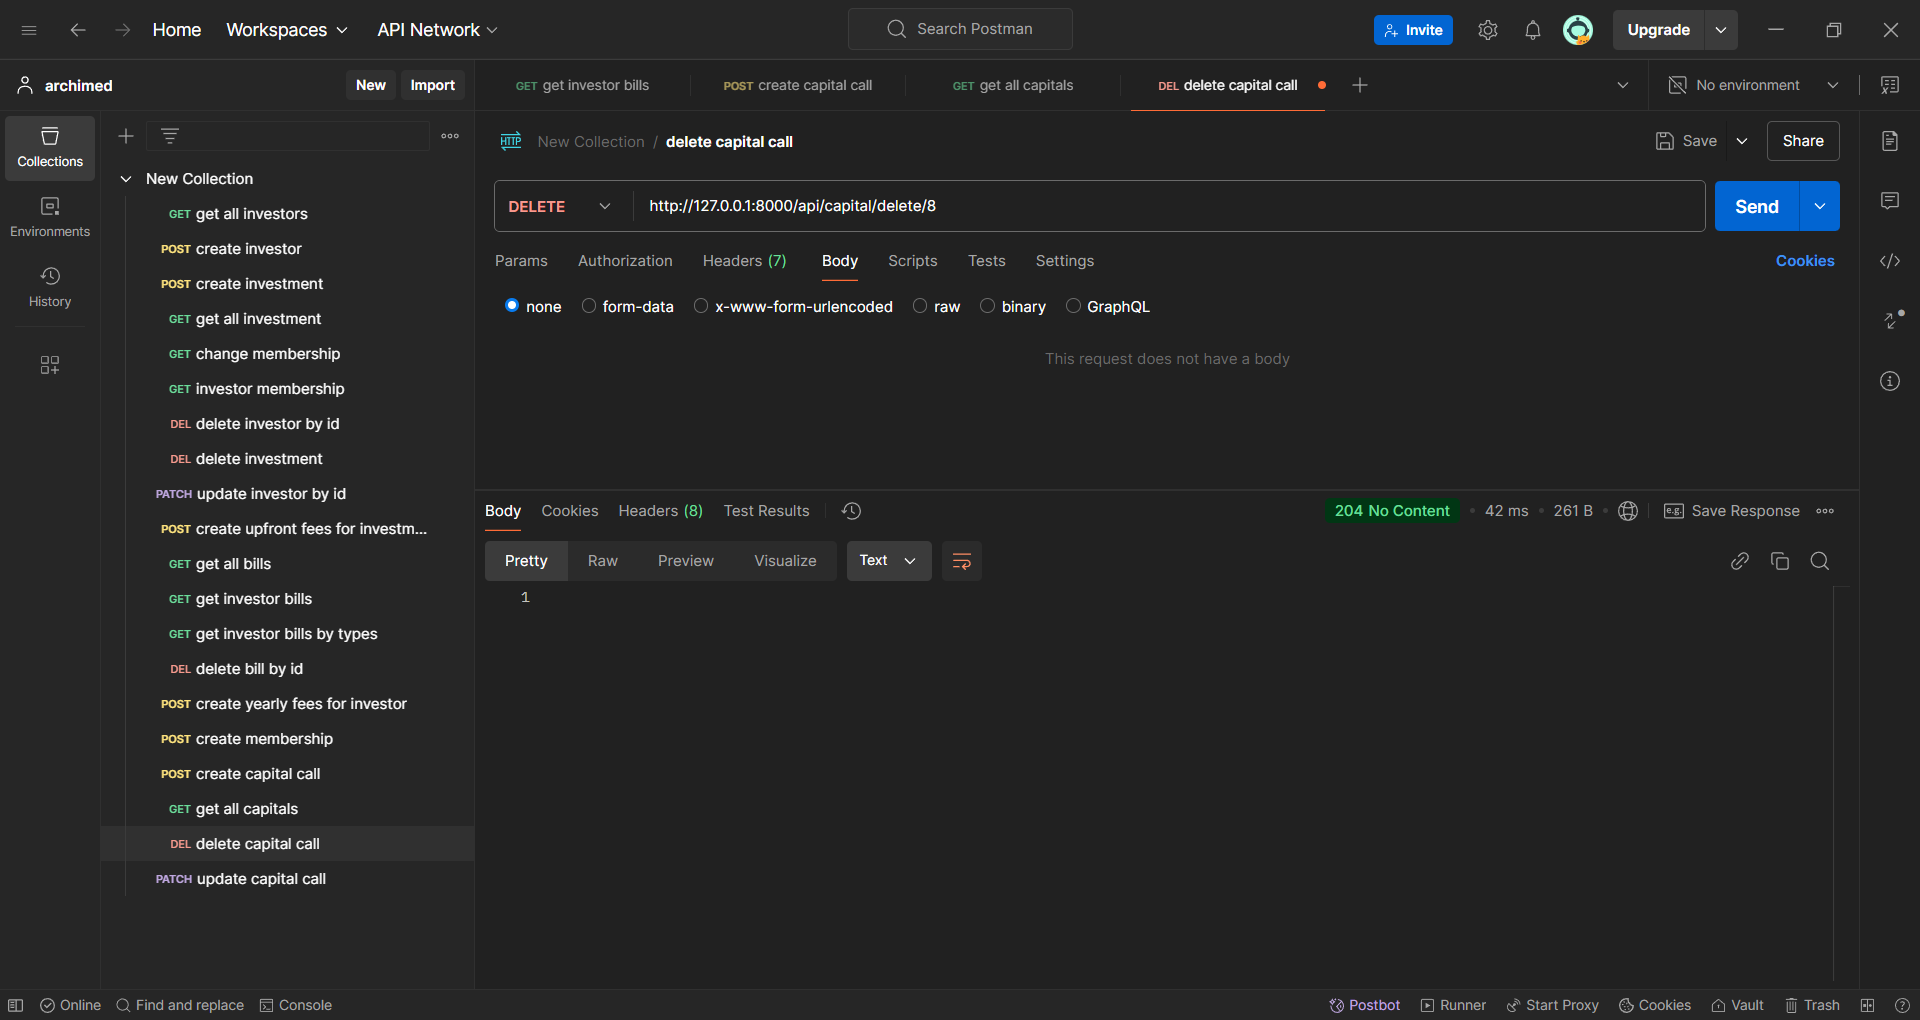 Home
Workspaces
API Network
Search Postman
Invite
Upgrade
archimed
New
Import
GET get investor bills
POST create capital call
GET get all capitals
DEL delete capital call
No environment
Collections
Environments
History
New Collection
GET get all investors
POST create investor
POST create investment
GET get all investment
GET change membership
GET investor membership
DEL delete investor by id
DEL delete investment
PATCH update investor by id
POST create upfront fees for investm...
GET get all bills
GET get investor bills
GET get investor bills by types
DEL delete bill by id
POST create yearly fees for investor
POST create membership
POST create capital call
GET get all capitals
DEL delete capital call
PATCH update capital call
HTTP New Collection / delete capital call
Save
Share
DELETE
http://127.0.0.1:8000/api/capital/delete/8
Send
Params
Authorization
Headers (7)
Body
Scripts
Tests
Settings
Cookies
none
form-data
x-www-form-urlencoded
raw
binary
GraphQL
This request does not have a body
Body
Cookies
Headers (8)
Test Results
204 No Content
42 ms
261 B
e.g. Save Response
Pretty
Raw
Preview
Visualize
Text
1
Online
Find and replace
Console
Postbot
Runner
Start Proxy
Cookies
Vault
Trash